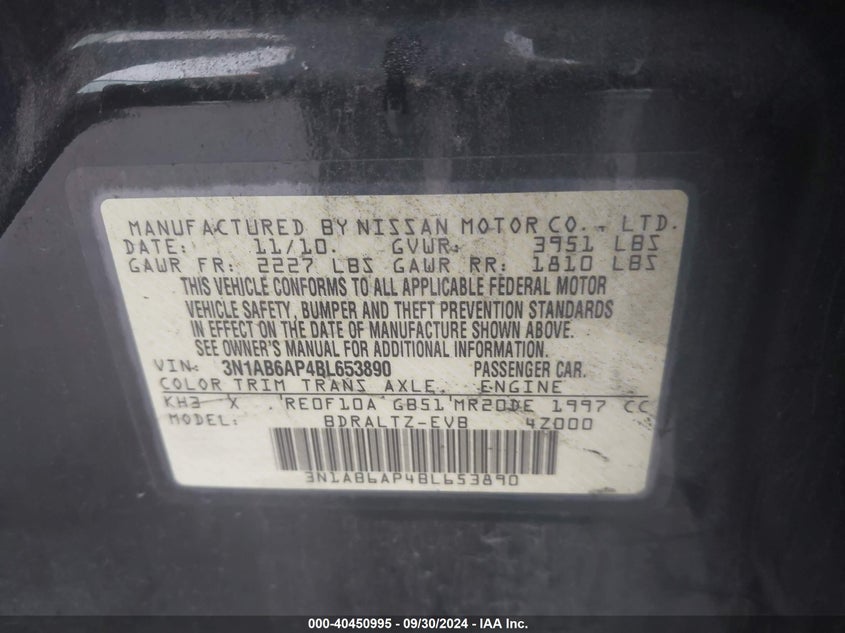 MANUFACTURED BY NISSAN MOTOR CO., LTD.
DATE: 11/10. GVWR: 3951 LBS
GAWR FR: 2227 LBS GAWR RR: 1810 LBS
THIS VEHICLE CONFORMS TO ALL APPLICABLE FEDERAL MOTOR
VEHICLE SAFETY, BUMPER AND THEFT PREVENTION STANDARDS
IN EFFECT ON THE DATE OF MANUFACTURE SHOWN ABOVE.
SEE OWNER'S MANUAL FOR ADDITIONAL INFORMATION.
VIN: 3N1AB6AP4BL653890 PASSENGER CAR.
COLOR TRIM TRANS AXLE. ENGINE
KH3 X RE0F10A GB51 MR20DE 1997 CC
MODEL: BDRALTZ-EVB 4Z000
3N1AB6AP4BL653890
000-40450995 - 09/30/2024 - IAA Inc.